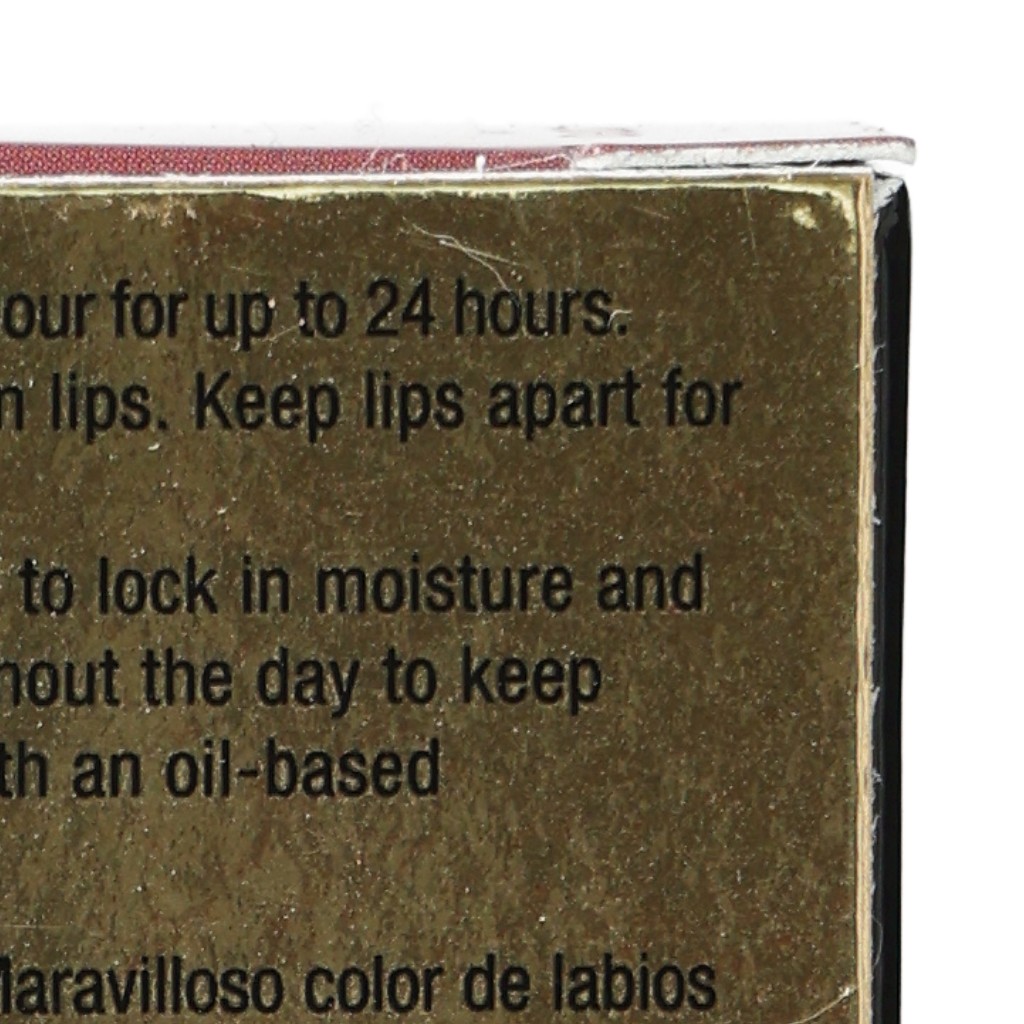 our for up to 24 hours.
lips. Keep lips apart for
to lock in moisture and
hout the day to keep
th an oil-based
Maravilloso color de labios